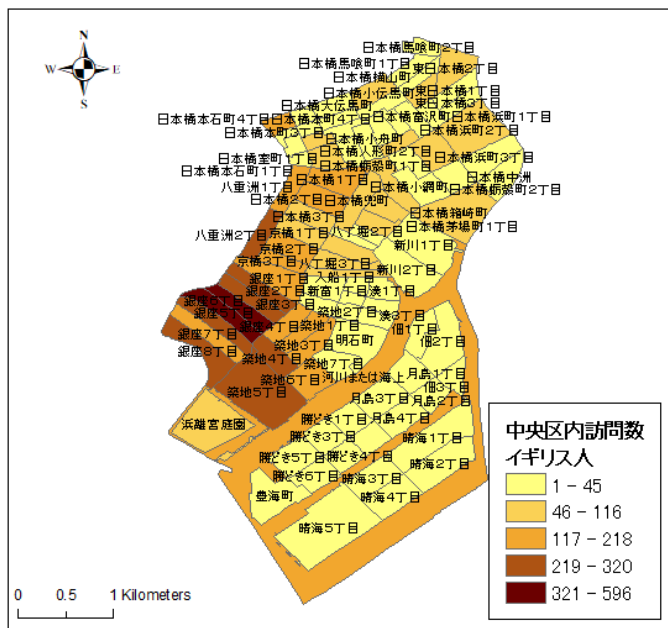 N
W E
S
日本橋馬喰町2丁目
日本橋馬喰町1丁目
東日本橋2丁目
日本橋横山町
日本橋小伝馬町
東日本橋1丁目
日本橋大伝馬町
東日本橋3丁目
日本橋本石町4丁目
日本橋本町4丁目
日本橋富沢町
日本橋浜町1丁目
日本橋本町3丁目
日本橋小舟町
日本橋浜町2丁目
日本橋人形町2丁目
日本橋室町1丁目
日本橋蛎殻町1丁目
日本橋浜町3丁目
日本橋本石町1丁目
日本橋1丁目
日本橋中洲
八重洲1丁目
日本橋小網町
日本橋蛎殻町2丁目
日本橋2丁目
日本橋兜町
日本橋箱崎町
日本橋3丁目
日本橋茅場町1丁目
八重洲2丁目
京橋1丁目
八丁堀2丁目
新川1丁目
京橋2丁目
京橋3丁目
八丁堀3丁目
新川2丁目
銀座1丁目
入船1丁目
銀座2丁目
新富1丁目
湊1丁目
銀座6丁目
銀座3丁目
築地2丁目
湊3丁目
銀座5丁目
銀座4丁目
築地1丁目
佃1丁目
銀座7丁目
築地3丁目
明石町
佃2丁目
銀座8丁目
築地4丁目
築地7丁目
築地6丁目
河川または海上
月島1丁目
築地5丁目
佃3丁目
月島3丁目
月島2丁目
浜離宮庭園
勝どき1丁目
月島4丁目
勝どき3丁目
晴海1丁目
勝どき5丁目
勝どき4丁目
晴海2丁目
勝どき6丁目
晴海3丁目
豊海町
晴海4丁目
晴海5丁目
中央区内訪問数
イギリス人
1 - 45
46 - 116
117 - 218
219 - 320
321 - 596
0 0.5 1 Kilometers